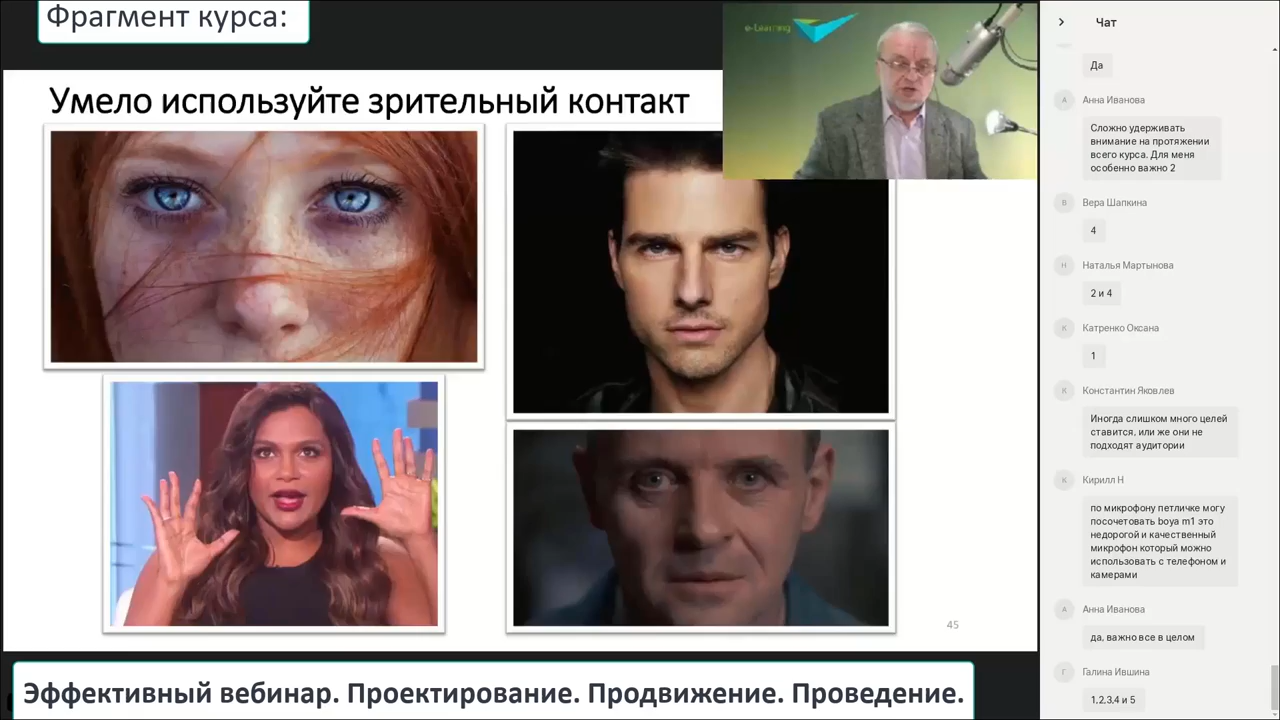 Фрагмент курса:
e-Learning
Умело используйте зрительный контакт
45
Эффективный вебинар. Проектирование. Продвижение. Проведение.
Чат
Да
А
Анна Иванова
Сложно удерживать
внимание на протяжении
всего курса. Для меня
особенно важно 2
В
Вера Шапкина
4
Н
Наталья Мартынова
2 и 4
К
Катренко Оксана
1
К
Константин Яковлев
Иногда слишком много целей
ставится, или же они не
подходят аудитории
К
Кирилл Н
по микрофону петличке могу
посочетовать boya m1 это
недорогой и качественный
микрофон который можно
использовать с телефоном и
камерами
А
Анна Иванова
да, важно все в целом
Г
Галина Ившина
1,2,3,4 и 5